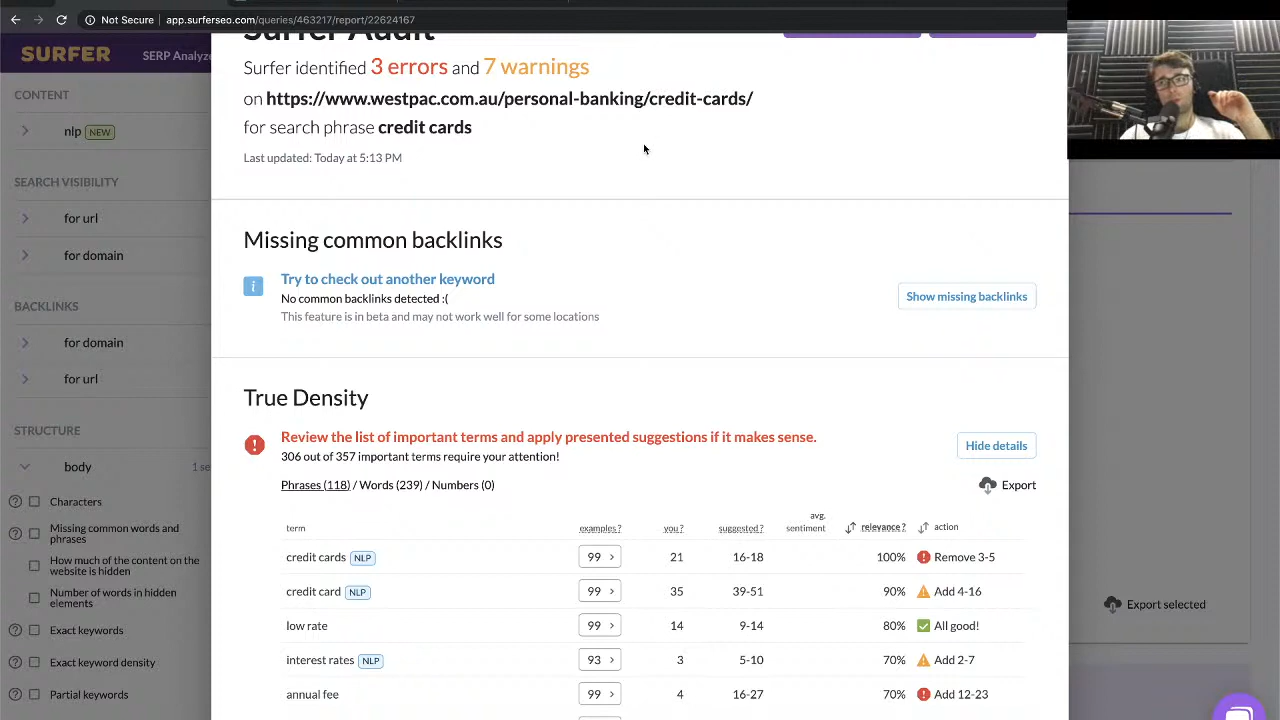 Not Secure | app.surferseo.com/queries/463217/report/22624167
SURFER
SERP Analyze
CONTENT
nlp NEW
SEARCH VISIBILITY
for url
for domain
BACKLINKS
for domain
for url
STRUCTURE
body
1 se
Characters
Missing common words and
phrases
How much of the content on the
website is hidden
Number of words in hidden
elements
Exact keywords
Exact keyword density
Partial keywords
Surfer Audit
Surfer identified 3 errors and 7 warnings
on https://www.westpac.com.au/personal-banking/credit-cards/
for search phrase credit cards
Last updated: Today at 5:13 PM
Missing common backlinks
i
Try to check out another keyword
No common backlinks detected :(
This feature is in beta and may not work well for some locations
Show missing backlinks
True Density
!
Review the list of important terms and apply presented suggestions if it makes sense.
306 out of 357 important terms require your attention!
Hide details
Phrases (118) / Words (239) / Numbers (0)
Export
term examples ? you ? suggested ? avg. sentiment relevance ? action
credit cards NLP 99 > 21 16-18 100% Remove 3-5
credit card NLP 99 > 35 39-51 90% Add 4-16
low rate 99 > 14 9-14 80% All good!
interest rates NLP 93 > 3 5-10 70% Add 2-7
annual fee 99 > 4 16-27 70% Add 12-23
Export selected